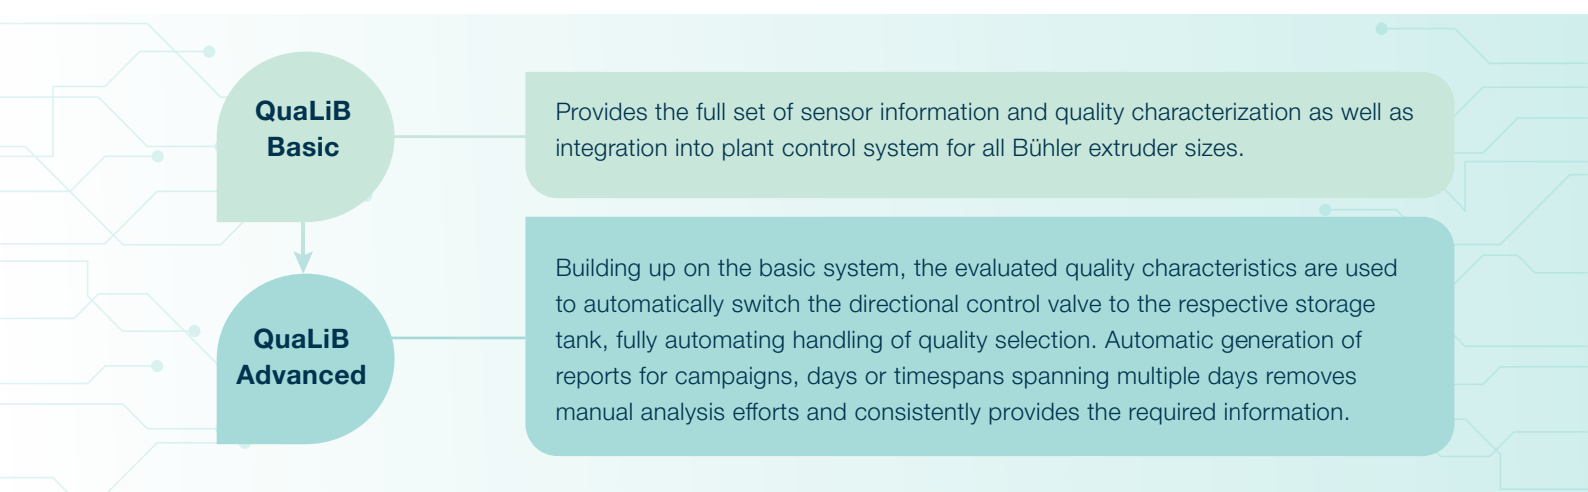 QuaLiB
Basic
Provides the full set of sensor information and quality characterization as well as
integration into plant control system for all Bühler extruder sizes.
QuaLiB
Advanced
Building up on the basic system, the evaluated quality characteristics are used
to automatically switch the directional control valve to the respective storage
tank, fully automating handling of quality selection. Automatic generation of
reports for campaigns, days or timespans spanning multiple days removes
manual analysis efforts and consistently provides the required information.